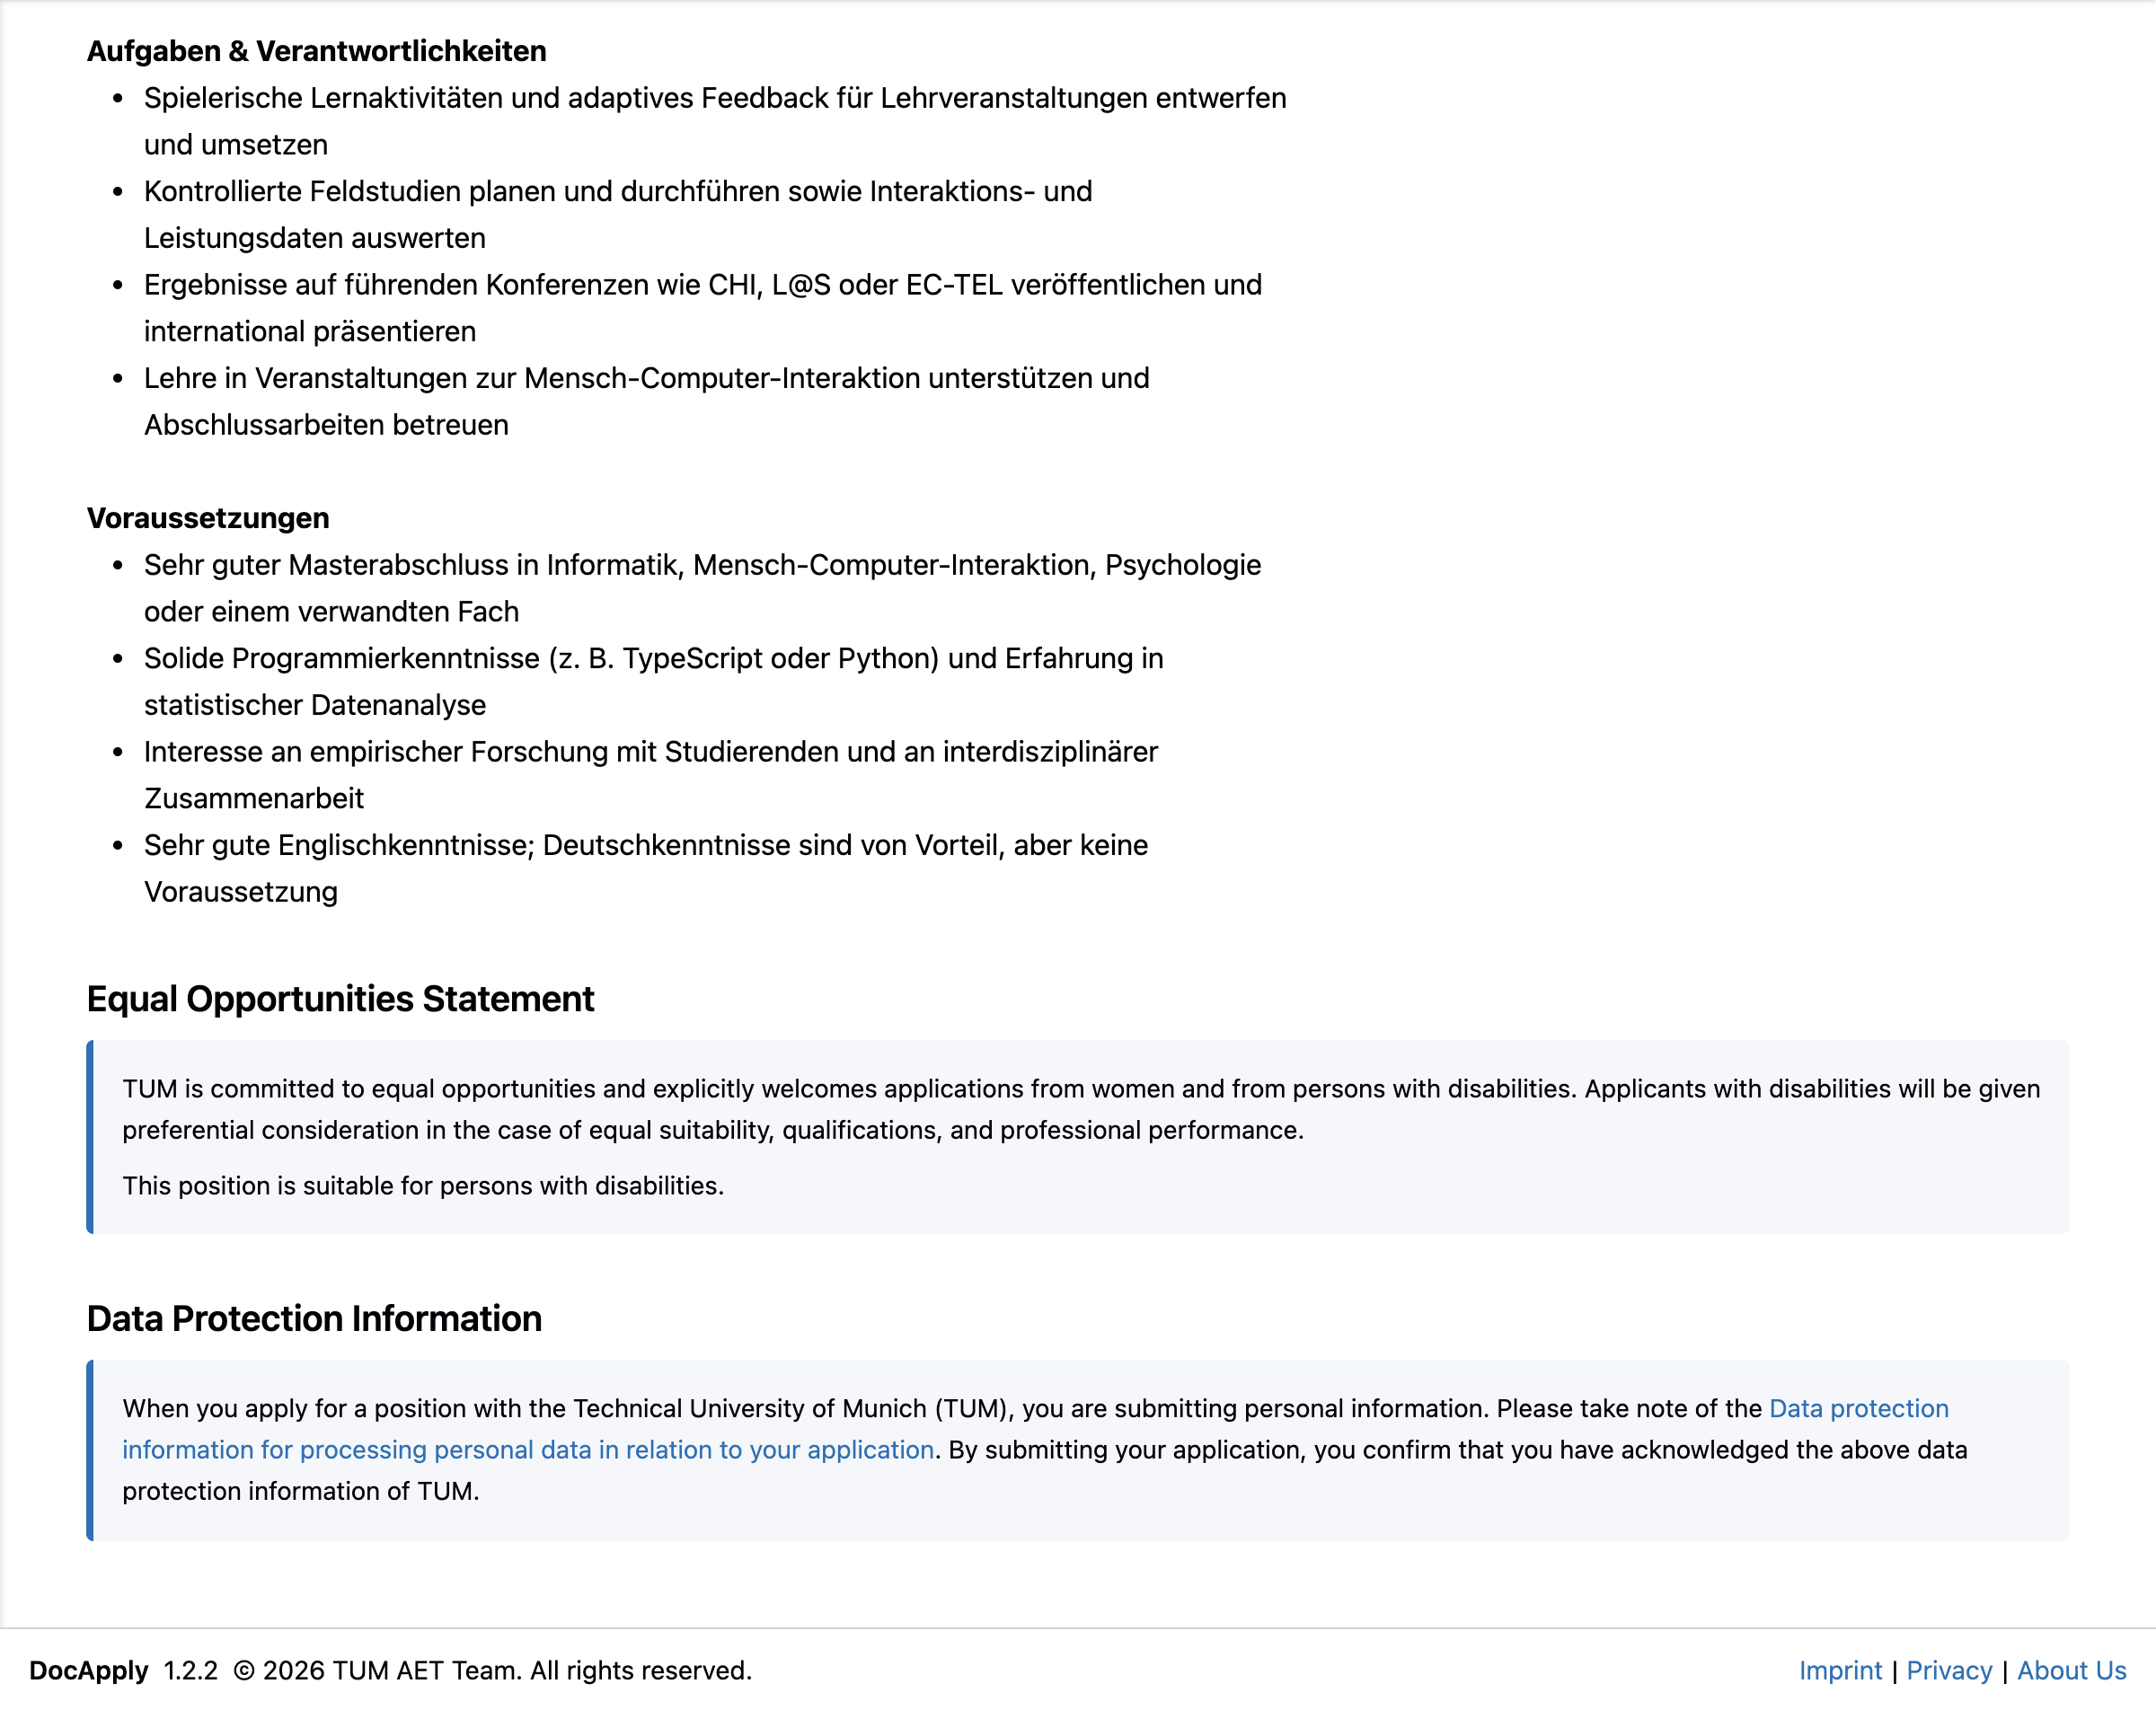 Aufgaben & Verantwortlichkeiten
• Spielerische Lernaktivitäten und adaptives Feedback für Lehrveranstaltungen entwerfen
und umsetzen
• Kontrollierte Feldstudien planen und durchführen sowie Interaktions- und
Leistungsdaten auswerten
• Ergebnisse auf führenden Konferenzen wie CHI, L@S oder EC-TEL veröffentlichen und
international präsentieren
• Lehre in Veranstaltungen zur Mensch-Computer-Interaktion unterstützen und
Abschlussarbeiten betreuen
Voraussetzungen
• Sehr guter Masterabschluss in Informatik, Mensch-Computer-Interaktion, Psychologie
oder einem verwandten Fach
• Solide Programmierkenntnisse (z. B. TypeScript oder Python) und Erfahrung in
statistischer Datenanalyse
• Interesse an empirischer Forschung mit Studierenden und an interdisziplinärer
Zusammenarbeit
• Sehr gute Englischkenntnisse; Deutschkenntnisse sind von Vorteil, aber keine
Voraussetzung
Equal Opportunities Statement
TUM is committed to equal opportunities and explicitly welcomes applications from women and from persons with disabilities. Applicants with disabilities will be given
preferential consideration in the case of equal suitability, qualifications, and professional performance.
This position is suitable for persons with disabilities.
Data Protection Information
When you apply for a position with the Technical University of Munich (TUM), you are submitting personal information. Please take note of the Data protection
information for processing personal data in relation to your application. By submitting your application, you confirm that you have acknowledged the above data
protection information of TUM.
DocApply 1.2.2 © 2026 TUM AET Team. All rights reserved. Imprint | Privacy | About Us